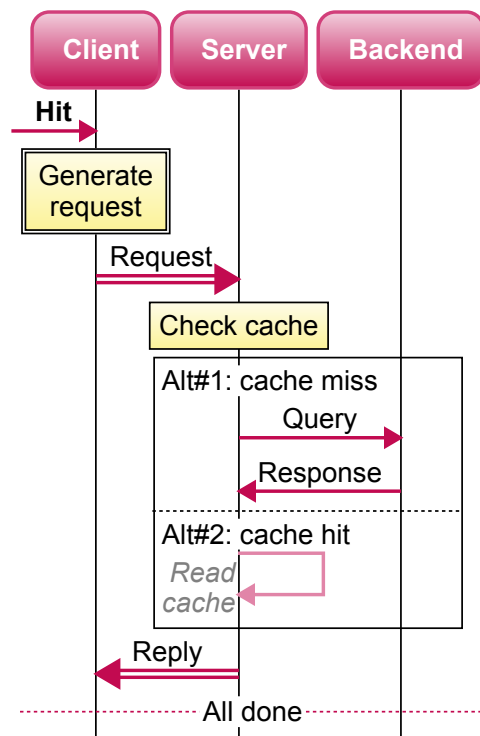 Client Server Backend
Hit
Generate
request
Request
Check cache
Alt#1: cache miss
Query
Response
Alt#2: cache hit
Read
cache
Reply
All done